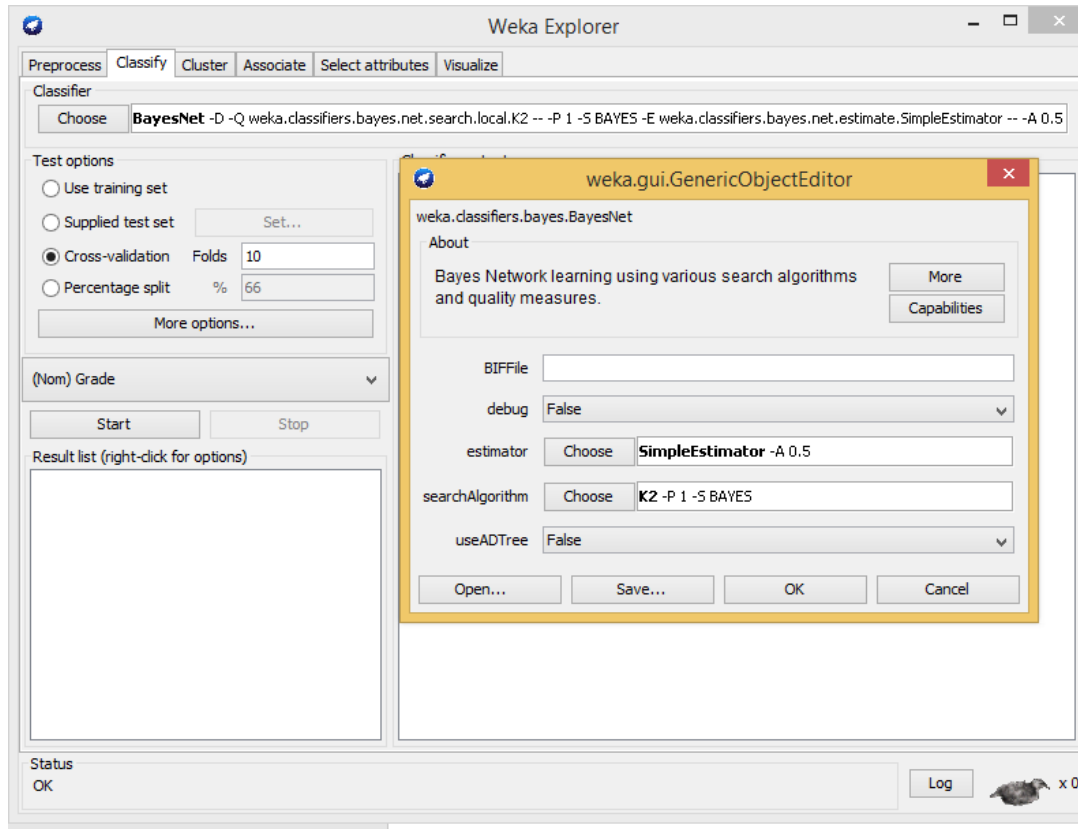 Weka Explorer
Preprocess Classify Cluster Associate Select attributes Visualize
Classifier
Choose BayesNet -D -Q weka.classifiers.bayes.net.search.local.K2 -- -P 1 -S BAYES -E weka.classifiers.bayes.net.estimate.SimpleEstimator -- -A 0.5
Test options
Use training set
Supplied test set Set...
Cross-validation Folds 10
Percentage split % 66
More options...
(Nom) Grade
Start Stop
Result list (right-click for options)
weka.gui.GenericObjectEditor
weka.classifiers.bayes.BayesNet
About
Bayes Network learning using various search algorithms
and quality measures.
More
Capabilities
BIFFile
debug False
estimator Choose SimpleEstimator -A 0.5
searchAlgorithm Choose K2 -P 1 -S BAYES
useADTree False
Open... Save... OK Cancel
Status
OK
Log x 0